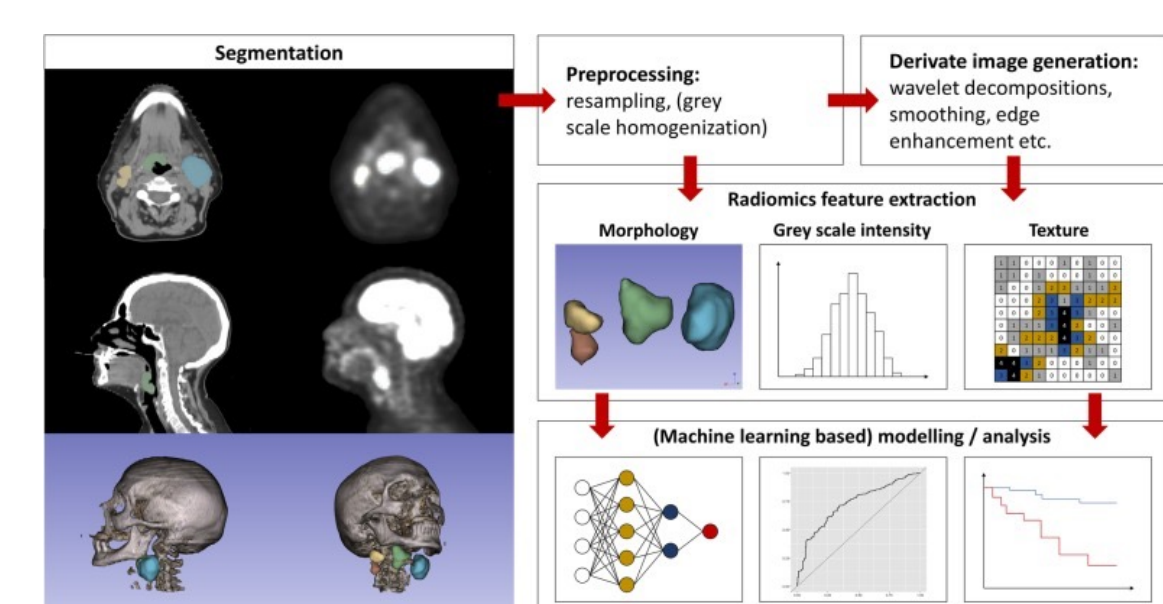 Segmentation
Preprocessing:
resampling, (grey
scale homogenization)
Derivate image generation:
wavelet decompositions,
smoothing, edge
enhancement etc.
Radiomics feature extraction
Morphology
Grey scale intensity
Texture
(Machine learning based) modelling / analysis